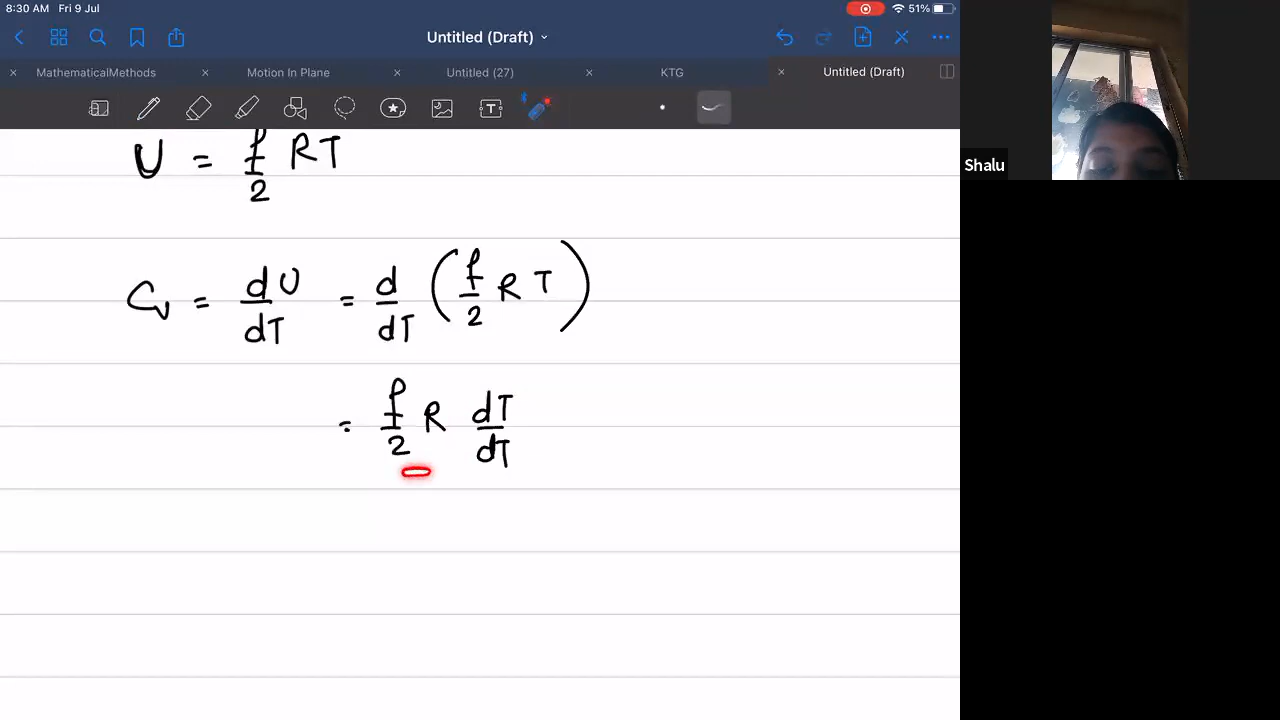 8:30 AM Fri 9 Jul 51%
Untitled (Draft)
MathematicalMethods Motion In Plane Untitled (27) KTG Untitled (Draft)
U = f/2 RT
Shalu
Cv = dU/dT = d/dT (f/2 R T)
= f/2 R dT/dT